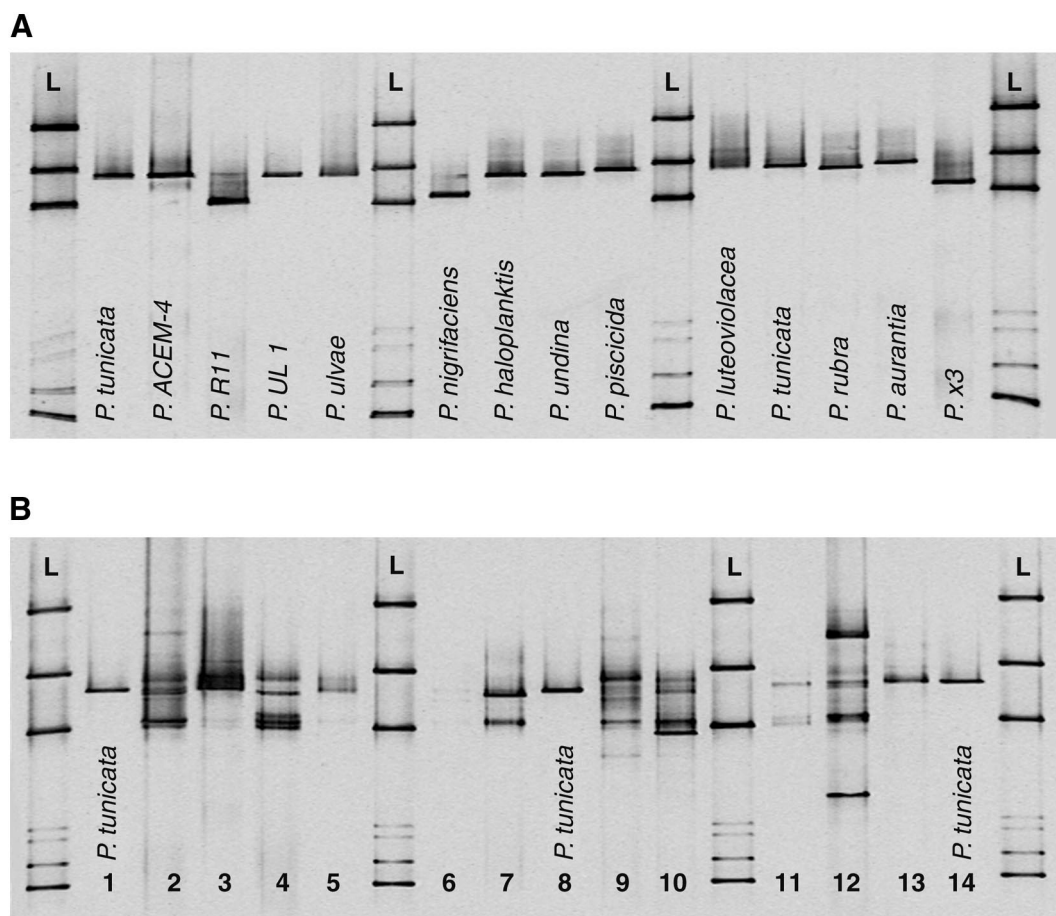 A
L L L L
P. tunicata
P. ACEM-4
P. R11
P. UL 1
P. ulvae
P. nigrifaciens
P. haloplanktis
P. undina
P. piscicida
P. luteoviolacea
P. tunicata
P. rubra
P. aurantia
P. x3
B
L L L L
P. tunicata
P. tunicata
P. tunicata
1 2 3 4 5 6 7 8 9 10 11 12 13 14